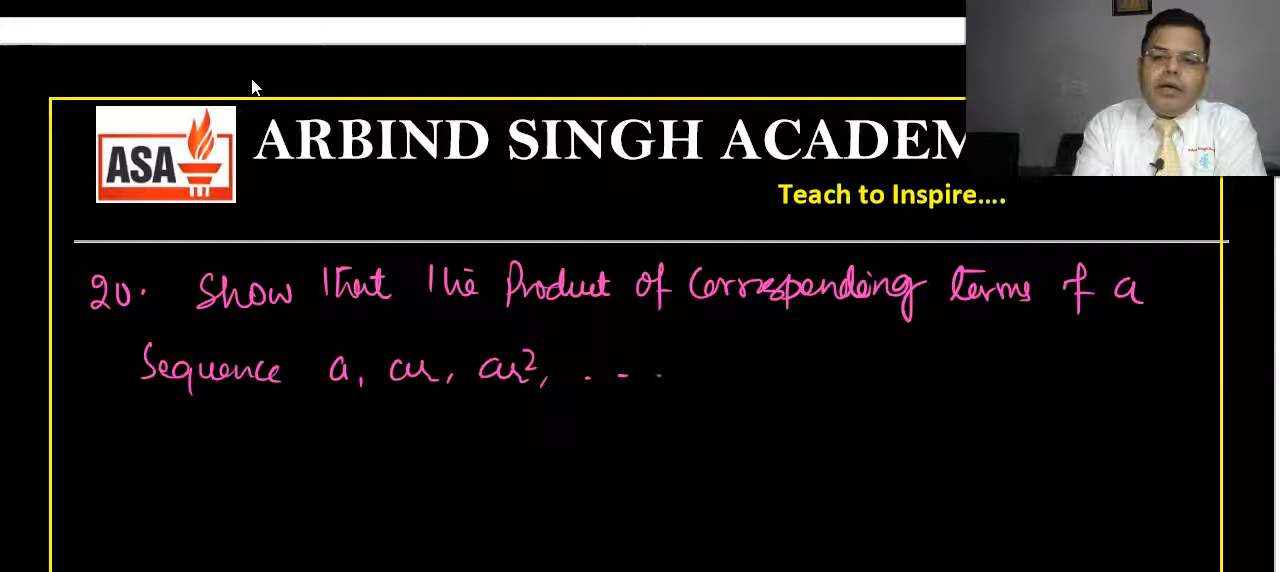 ASA
ARBIND SINGH ACADEM
Teach to Inspire....
20. Show that the Product of Corresponding terms of a
Sequence a, ar, ar², . - -